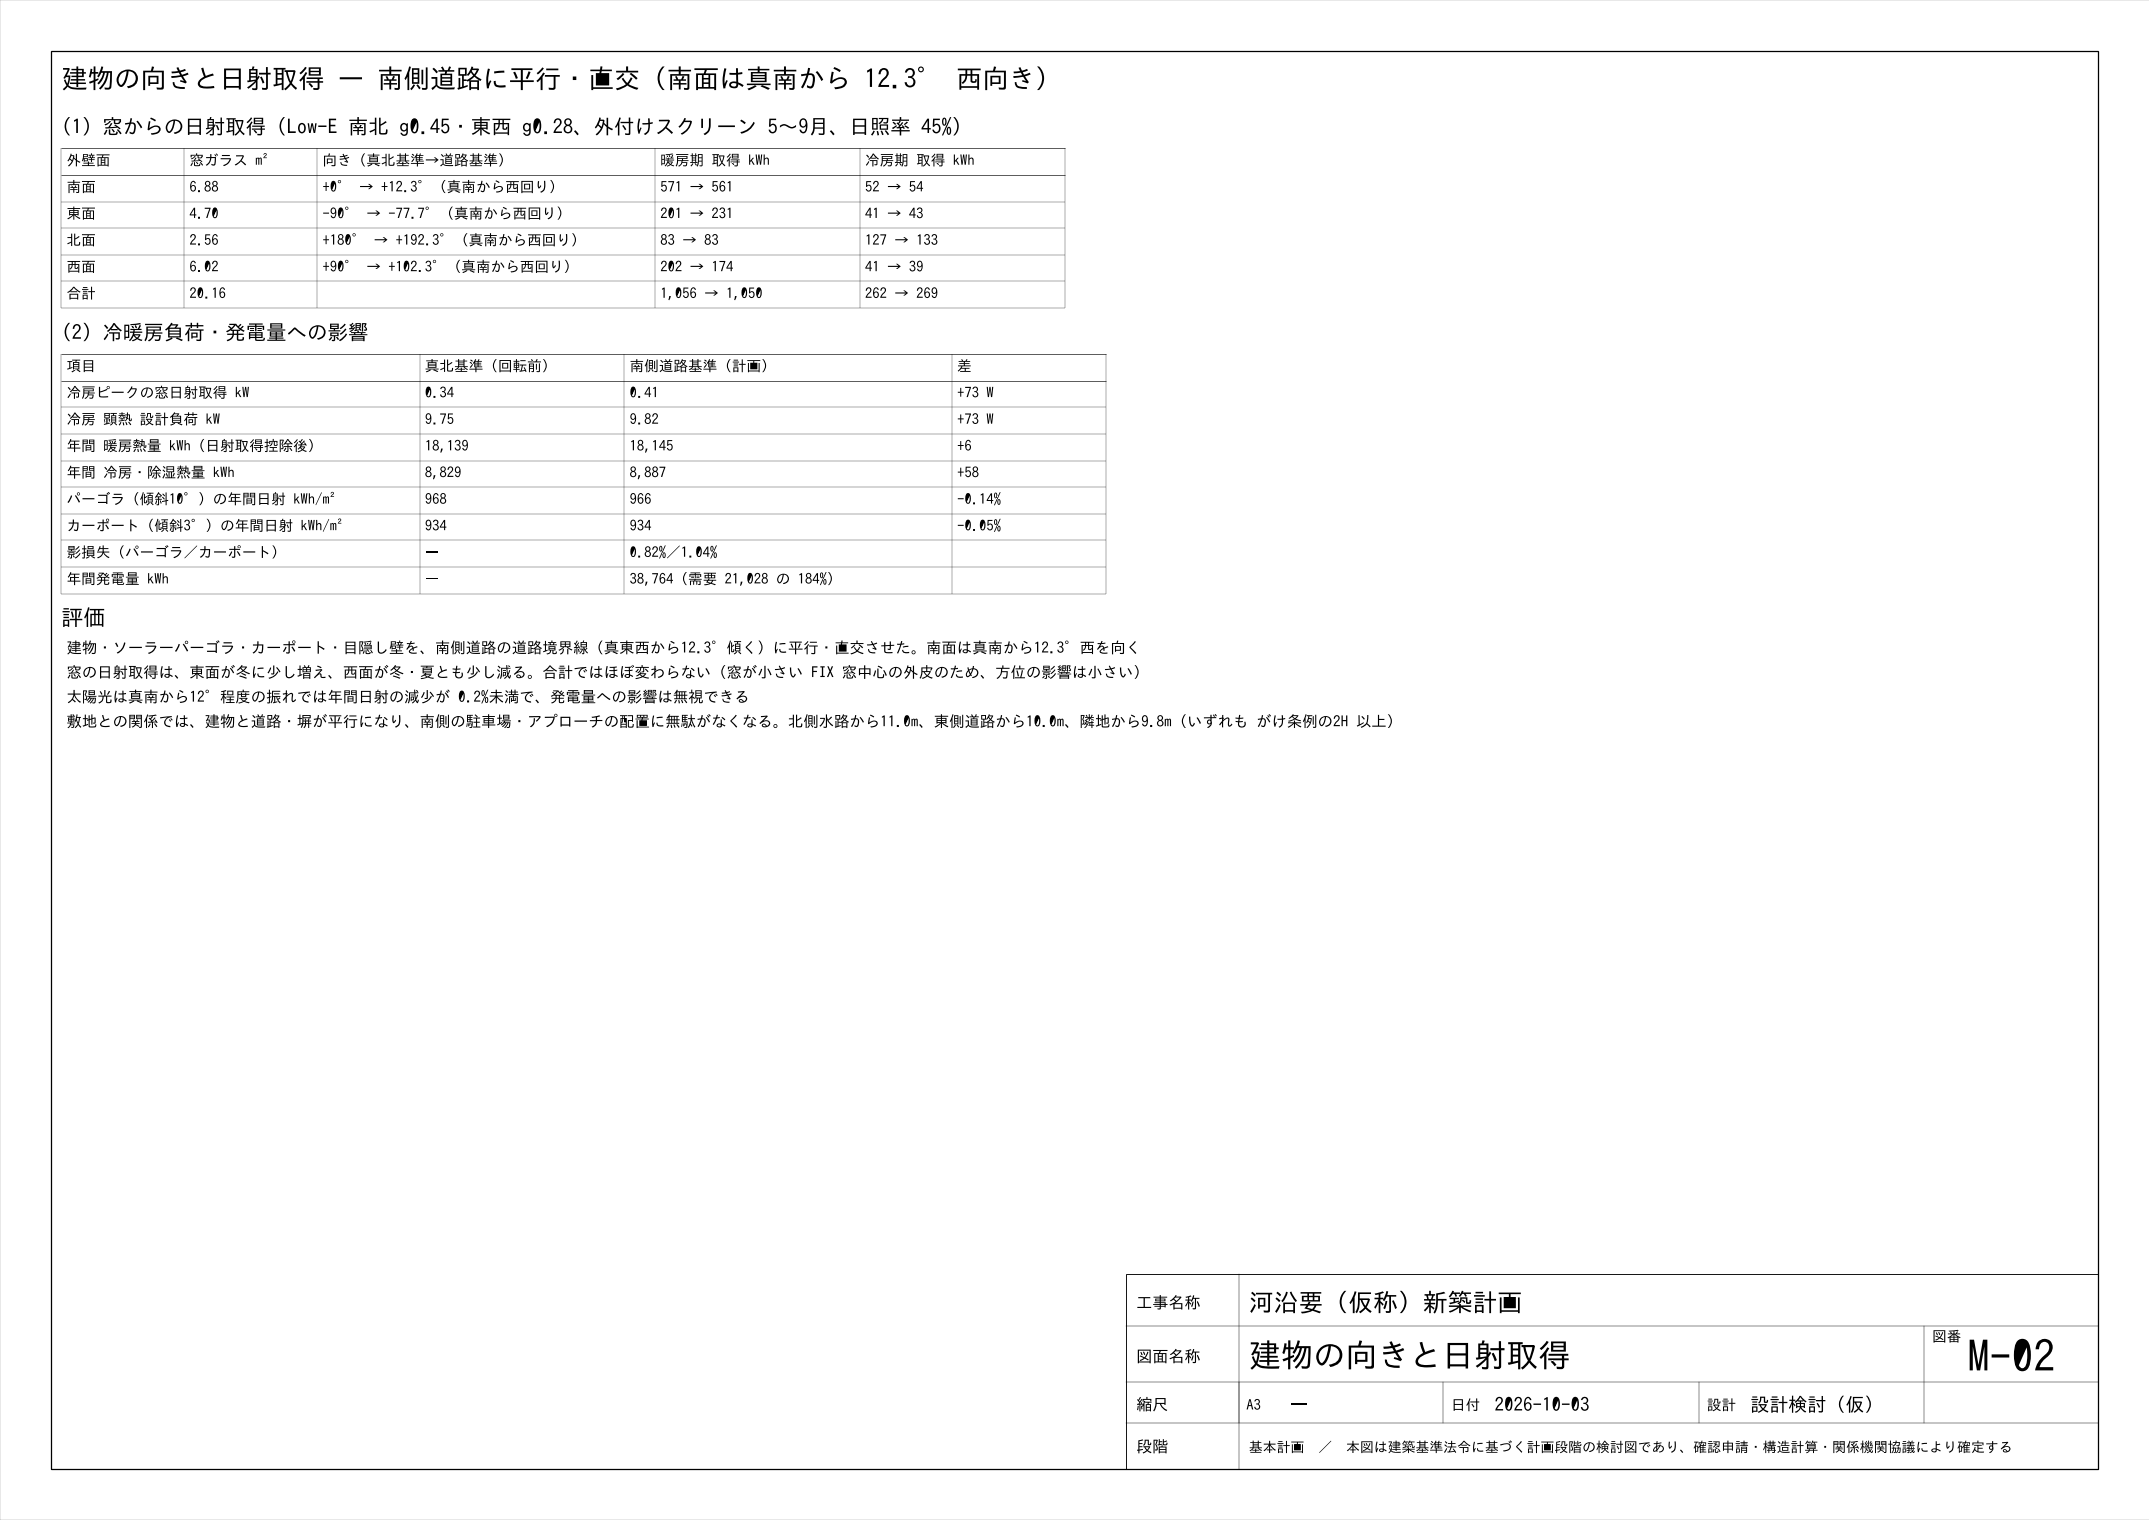 建物の向きと日射取得 ― 南側道路に平行・直交（南面は真南から 12.3° 西向き）
(1) 窓からの日射取得（Low-E 南北 g0.45・東西 g0.28、外付けスクリーン 5～9月、日照率 45%）
外壁面 窓ガラス m² 向き（真北基準→道路基準） 暖房期 取得 kWh 冷房期 取得 kWh
南面 6.88 +0° → +12.3°（真南から西回り） 571 → 561 52 → 54
東面 4.70 -90° → -77.7°（真南から西回り） 201 → 231 41 → 43
北面 2.56 +180° → +192.3°（真南から西回り） 83 → 83 127 → 133
西面 6.02 +90° → +102.3°（真南から西回り） 202 → 174 41 → 39
合計 20.16 1,056 → 1,050 262 → 269
(2) 冷暖房負荷・発電量への影響
項目 真北基準（回転前） 南側道路基準（計画） 差
冷房ピークの窓日射取得 kW 0.34 0.41 +73 W
冷房 顕熱 設計負荷 kW 9.75 9.82 +73 W
年間 暖房熱量 kWh（日射取得控除後） 18,139 18,145 +6
年間 冷房・除湿熱量 kWh 8,829 8,887 +58
パーゴラ（傾斜10°）の年間日射 kWh/m² 968 966 -0.14%
カーポート（傾斜3°）の年間日射 kWh/m² 934 934 -0.05%
影損失（パーゴラ／カーポート） ― 0.82%／1.04%
年間発電量 kWh ― 38,764（需要 21,028 の 184%）
評価
建物・ソーラーパーゴラ・カーポート・目隠し壁を、南側道路の道路境界線（真東西から12.3° 傾く）に平行・直交させた。南面は真南から12.3° 西を向く
窓の日射取得は、東面が冬に少し増え、西面が冬・夏とも少し減る。合計ではほぼ変わらない（窓が小さい FIX 窓中心の外皮のため、方位の影響は小さい）
太陽光は真南から12° 程度の振れでは年間日射の減少が 0.2%未満で、発電量への影響は無視できる
敷地との関係では、建物と道路・塀が平行になり、南側の駐車場・アプローチの配置に無駄がなくなる。北側水路から11.0m、東側道路から10.0m、隣地から9.8m（いずれも がけ条例の2H 以上）
工事名称 河沿要（仮称）新築計画
図面名称 建物の向きと日射取得 図番 M-02
縮尺 A3 ― 日付 2026-10-03 設計 設計検討（仮）
段階 基本計画 ／ 本図は建築基準法令に基づく計画段階の検討図であり、確認申請・構造計算・関係機関協議により確定する